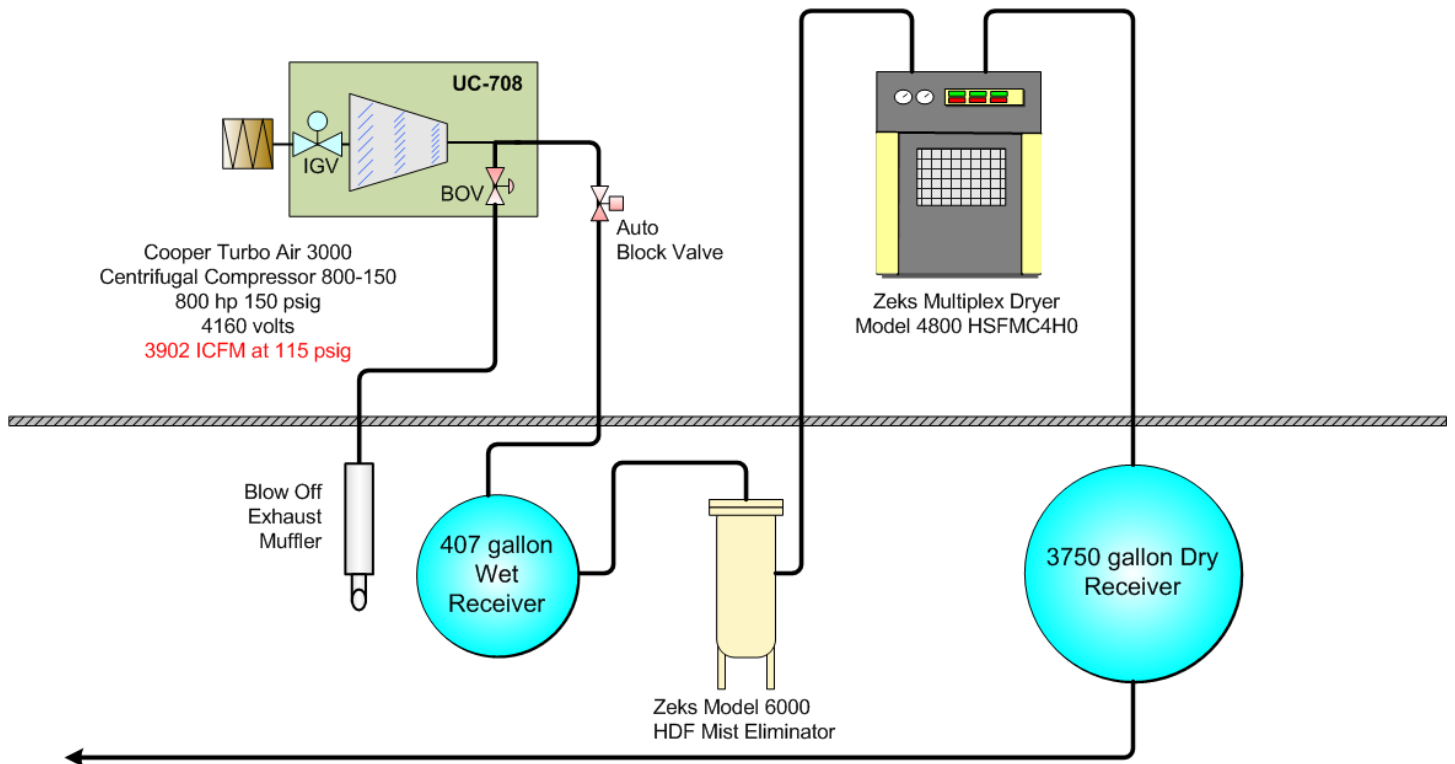 UC-708
IGV
BOV
Auto
Block Valve
Cooper Turbo Air 3000
Centrifugal Compressor 800-150
800 hp 150 psig
4160 volts
3902 ICFM at 115 psig
Zeks Multiplex Dryer
Model 4800 HSFMC4H0
Blow Off
Exhaust
Muffler
407 gallon
Wet
Receiver
3750 gallon Dry
Receiver
Zeks Model 6000
HDF Mist Eliminator